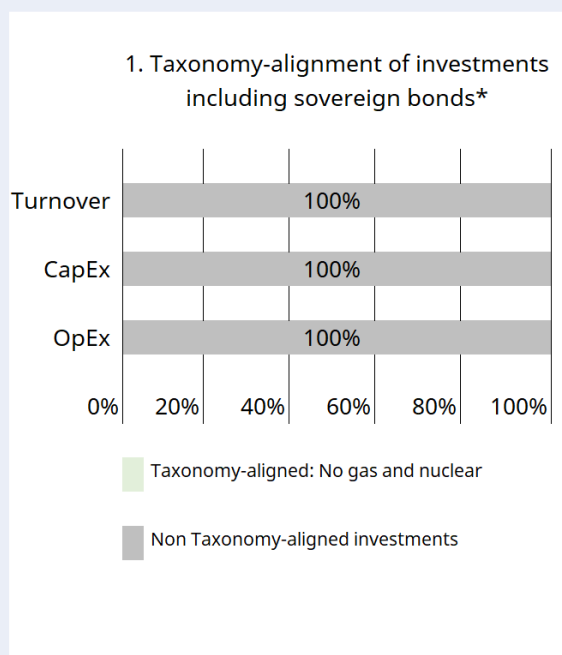 1. Taxonomy-alignment of investments
including sovereign bonds*
Turnover 100%
CapEx 100%
OpEx 100%
0% 20% 40% 60% 80% 100%
Taxonomy-aligned: No gas and nuclear
Non Taxonomy-aligned investments